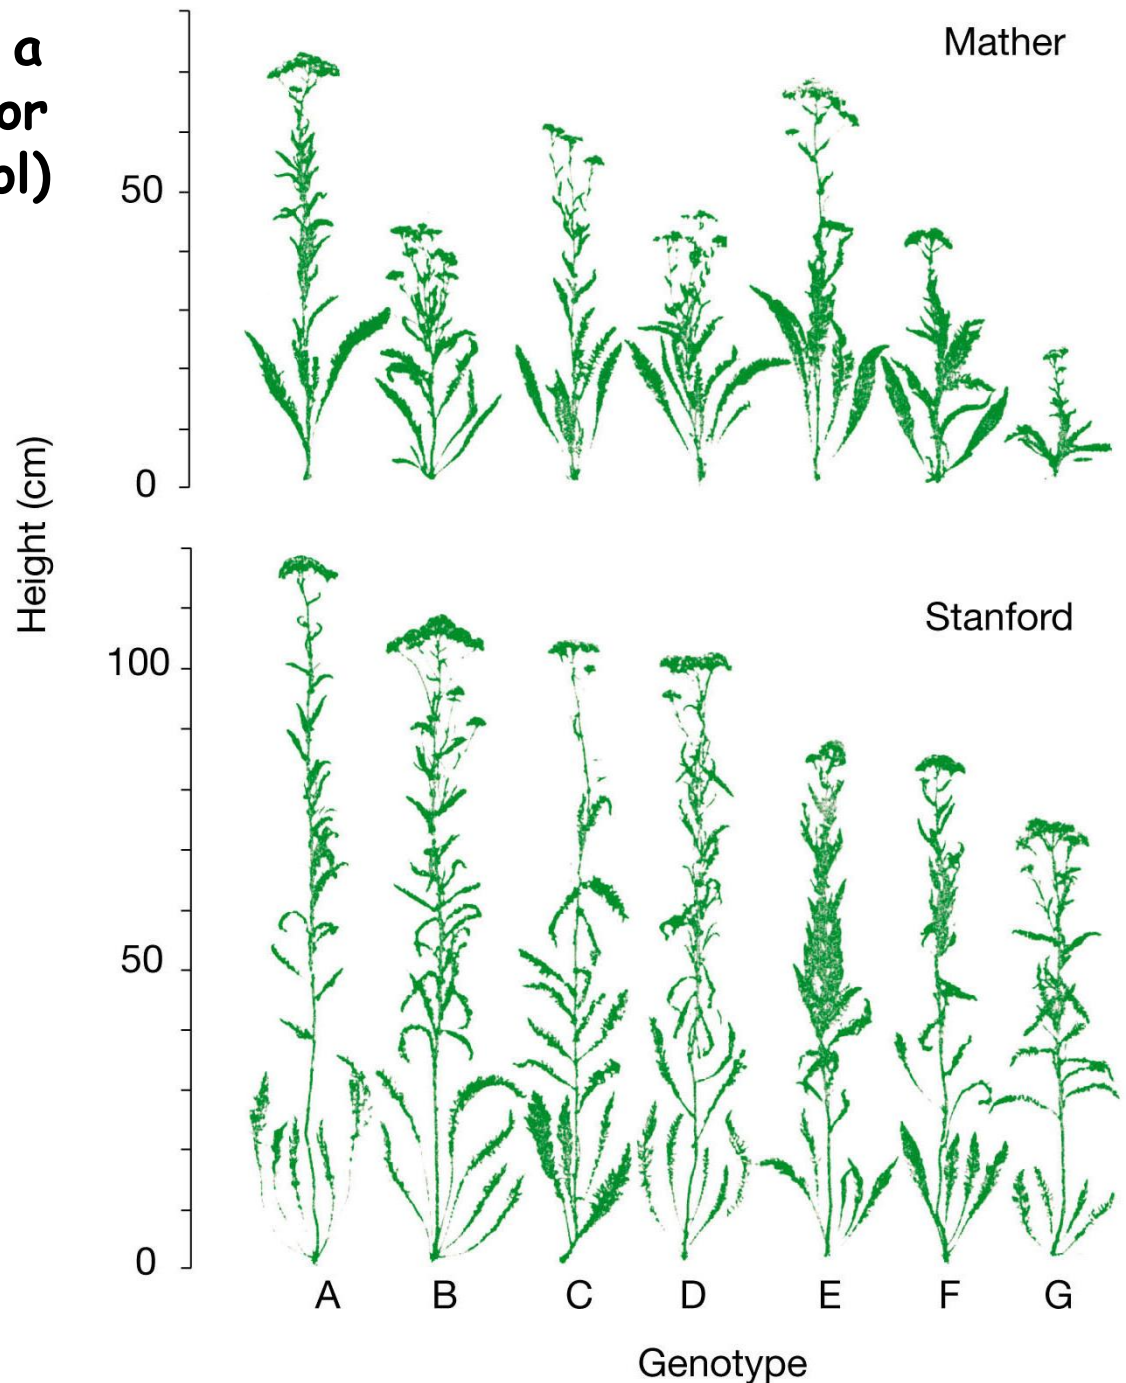 a
or
ol)
Mather
50
0
Height (cm)
Stanford
100
50
0
A B C D E F G
Genotype